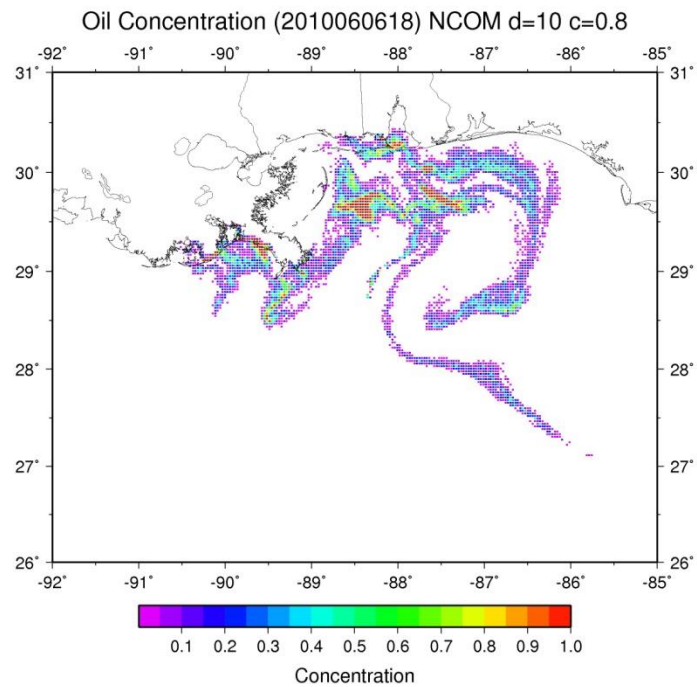 Oil Concentration (2010060618) NCOM d=10 c=0.8
-92 -91 -90 -89 -88 -87 -86 -85
31˚ 31˚
30˚ 30˚
29˚ 29˚
28˚ 28˚
27˚ 27˚
26˚ 26˚
-92 -91 -90 -89 -88 -87 -86 -85
0.1 0.2 0.3 0.4 0.5 0.6 0.7 0.8 0.9 1.0
Concentration